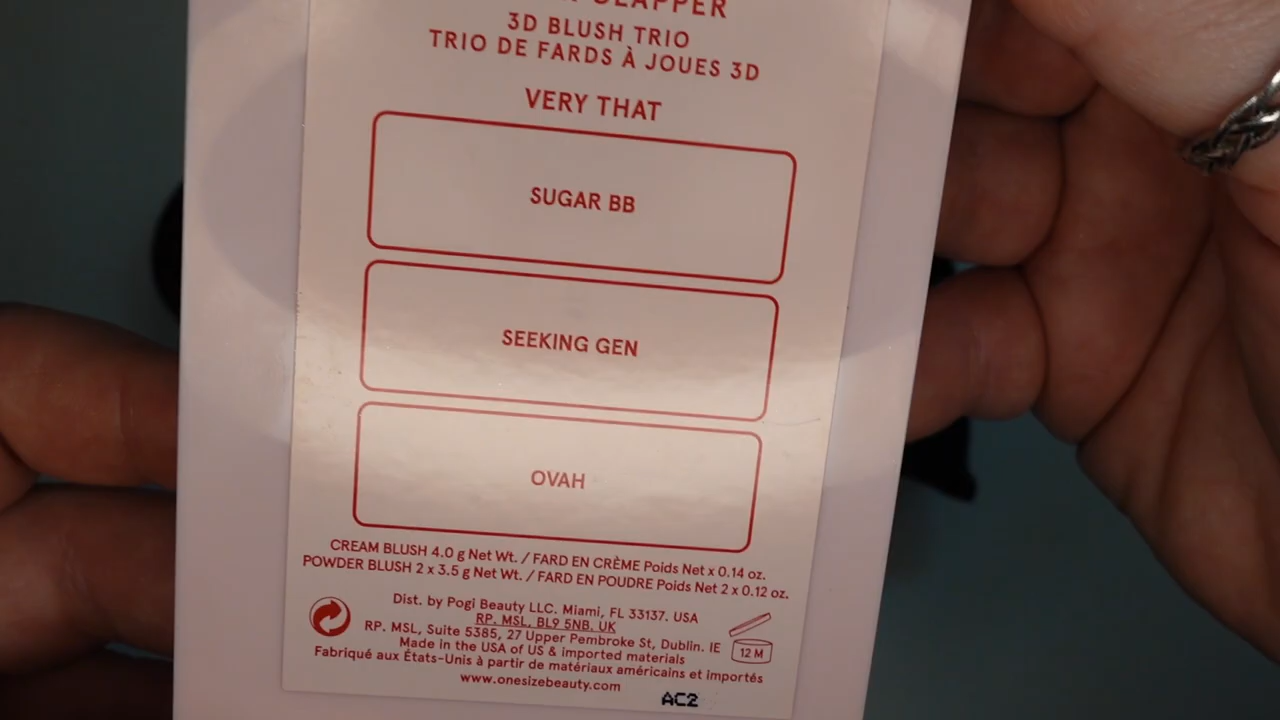 SLAPPER
3D BLUSH TRIO
TRIO DE FARDS À JOUES 3D
VERY THAT
SUGAR BB
SEEKING GEN
OVAH
CREAM BLUSH 4.0 g Net Wt. / FARD EN CRÈME Poids Net x 0.14 oz.
POWDER BLUSH 2 x 3.5 g Net Wt. / FARD EN POUDRE Poids Net 2 x 0.12 oz.
Dist. by Pogi Beauty LLC. Miami, FL 33137. USA
RP. MSL, BL9 5NB, UK
RP. MSL, Suite 5385, 27 Upper Pembroke St, Dublin. IE
Made in the USA of US & imported materials
Fabriqué aux États-Unis à partir de matériaux américains et importés
12 M
www.onesizebeauty.com
AC2